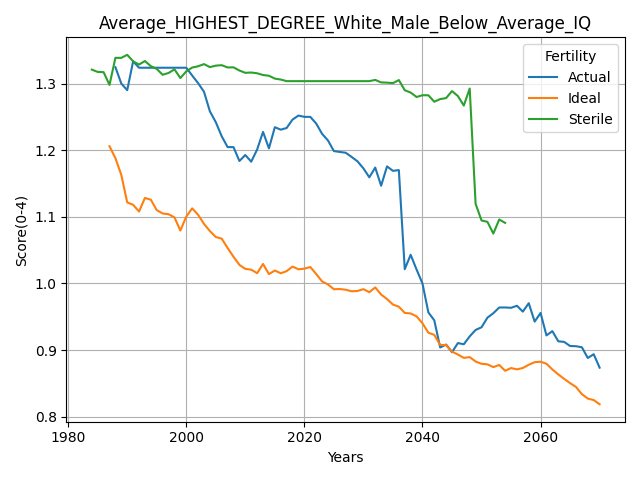 Average_HIGHEST_DEGREE_White_Male_Below_Average_IQ
Fertility
Actual
Ideal
Sterile
Score(0-4)
1.3
1.2
1.1
1.0
0.9
0.8
1980
2000
2020
2040
2060
Years